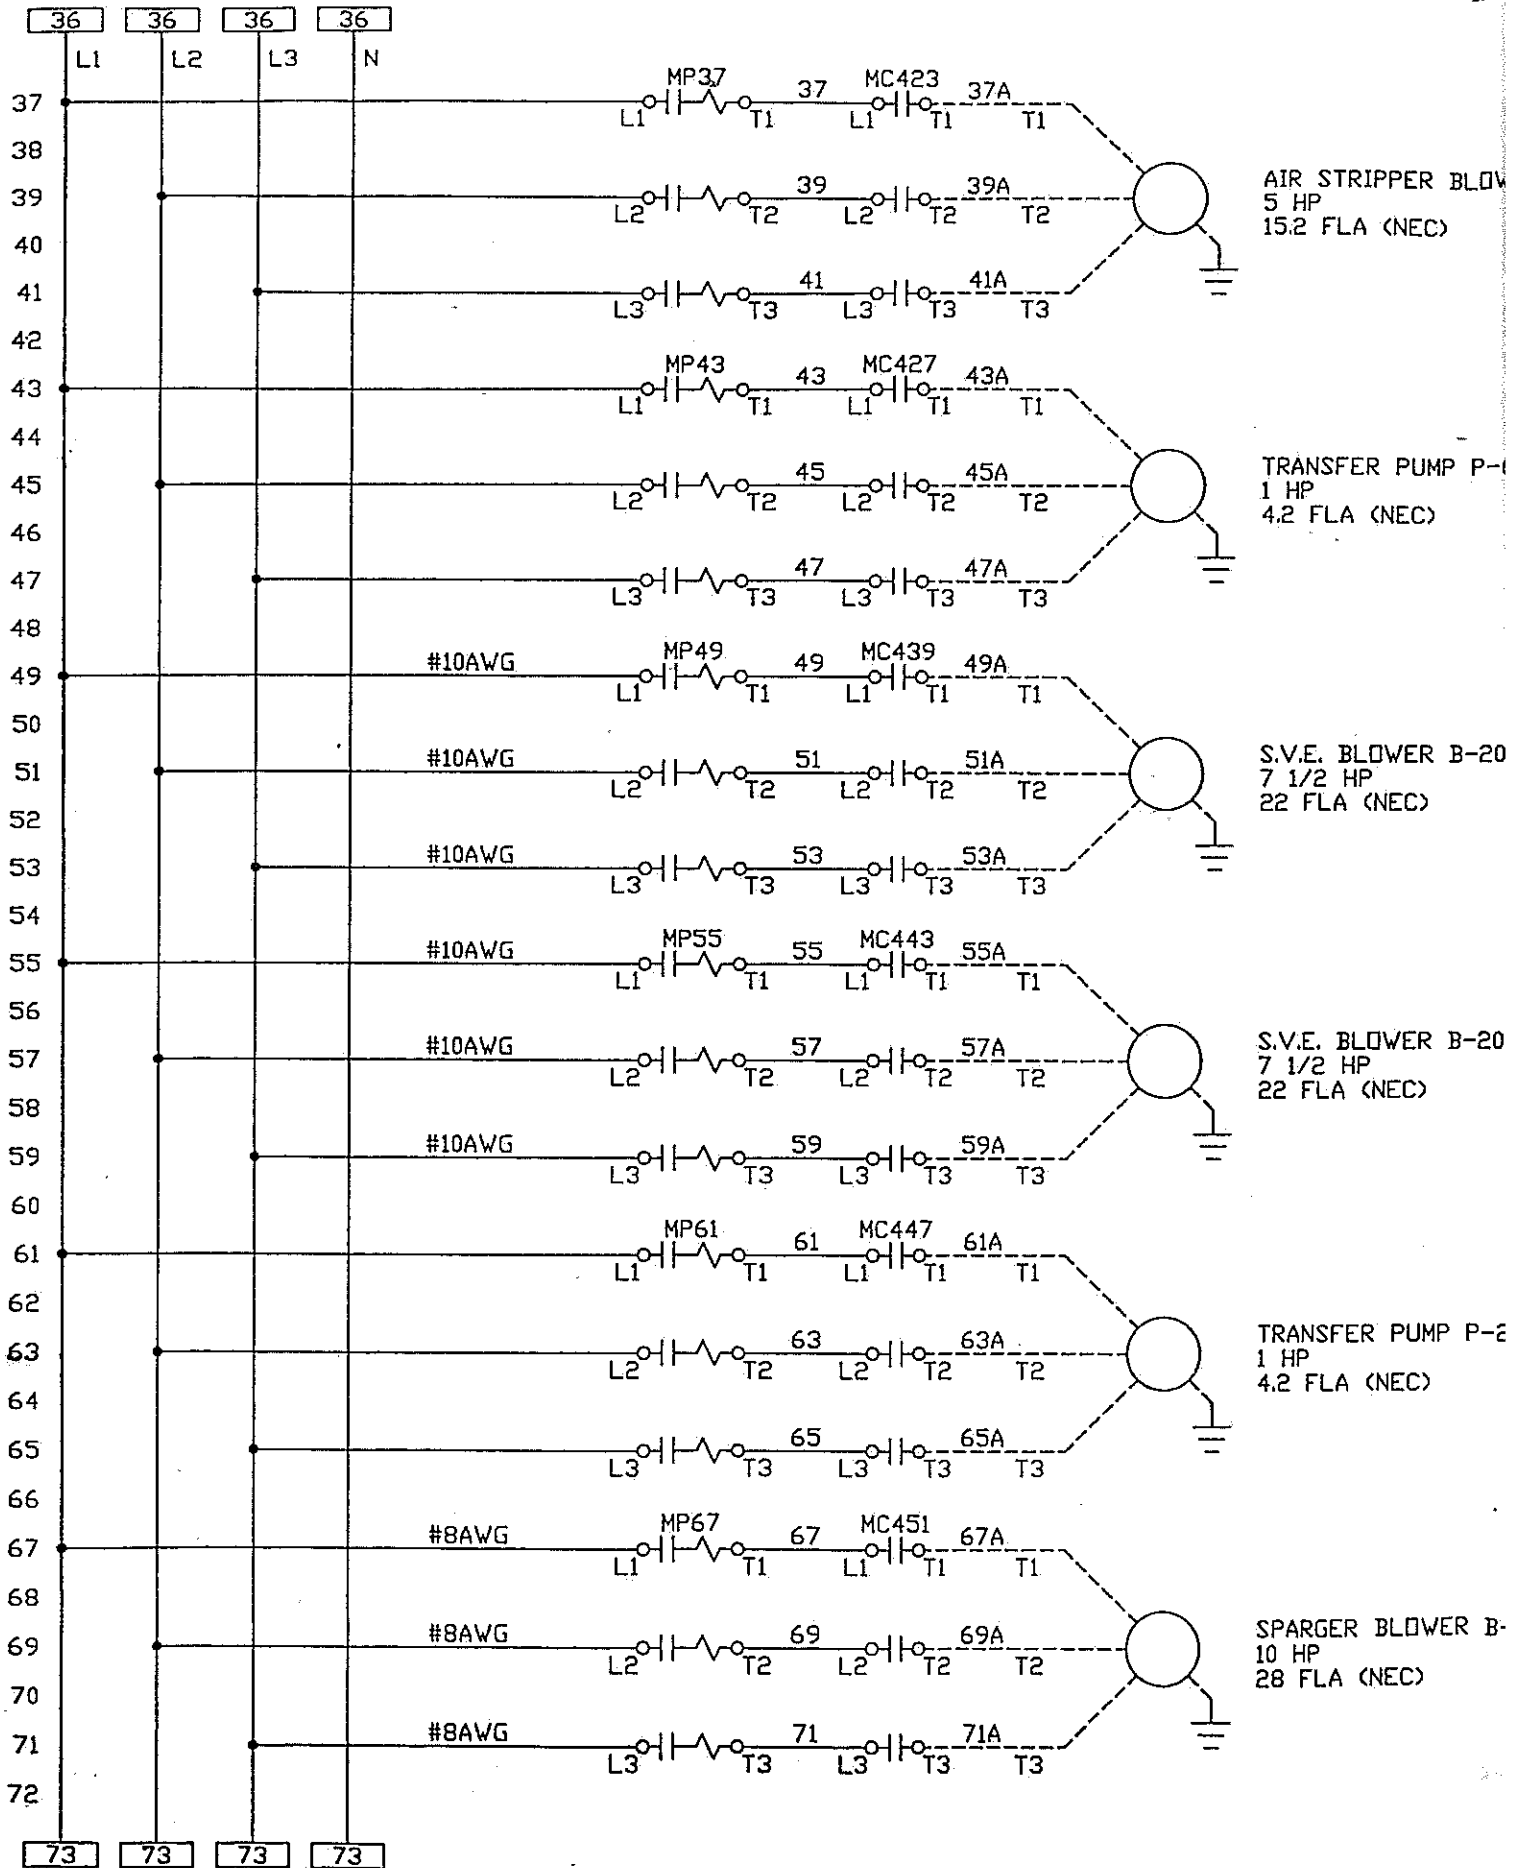 36 36 36 36
L1 L2 L3 N
MP37 MC423
37 37 37A
L1 T1 L1 T1 T1
38
AIR STRIPPER
39 39 39A
L2 T2 L2 T2 T2
5 HP
15.2 FLA (NEC)
40
41 41 41A
L3 T3 L3 T3 T3
42
MP43 MC427
43 43 43A
L1 T1 L1 T1 T1
44
TRANSFER PUMP
45 45 45A
L2 T2 L2 T2 T2
1 HP
4.2 FLA (NEC)
46
47 47 47A
L3 T3 L3 T3 T3
48
#10AWG MP49 MC439
49 49 49A
L1 T1 L1 T1 T1
50
#10AWG S.V.E. BLOWER B-20
51 51 51A
L2 T2 L2 T2 T2
7 1/2 HP
22 FLA (NEC)
52
#10AWG
53 53 53A
L3 T3 L3 T3 T3
54
#10AWG MP55 MC443
55 55 55A
L1 T1 L1 T1 T1
56
#10AWG S.V.E. BLOWER B-20
57 57 57A
L2 T2 L2 T2 T2
7 1/2 HP
22 FLA (NEC)
58
#10AWG
59 59 59A
L3 T3 L3 T3 T3
60
MP61 MC447
61 61 61A
L1 T1 L1 T1 T1
62
TRANSFER PUMP P-2
63 63 63A
L2 T2 L2 T2 T2
1 HP
4.2 FLA (NEC)
64
65 65 65A
L3 T3 L3 T3 T3
66
#8AWG MP67 MC451
67 67 67A
L1 T1 L1 T1 T1
68
#8AWG SPARGER BLOWER B-
69 69 69A
L2 T2 L2 T2 T2
10 HP
28 FLA (NEC)
70
#8AWG
71 71 71A
L3 T3 L3 T3 T3
72
73 73 73 73